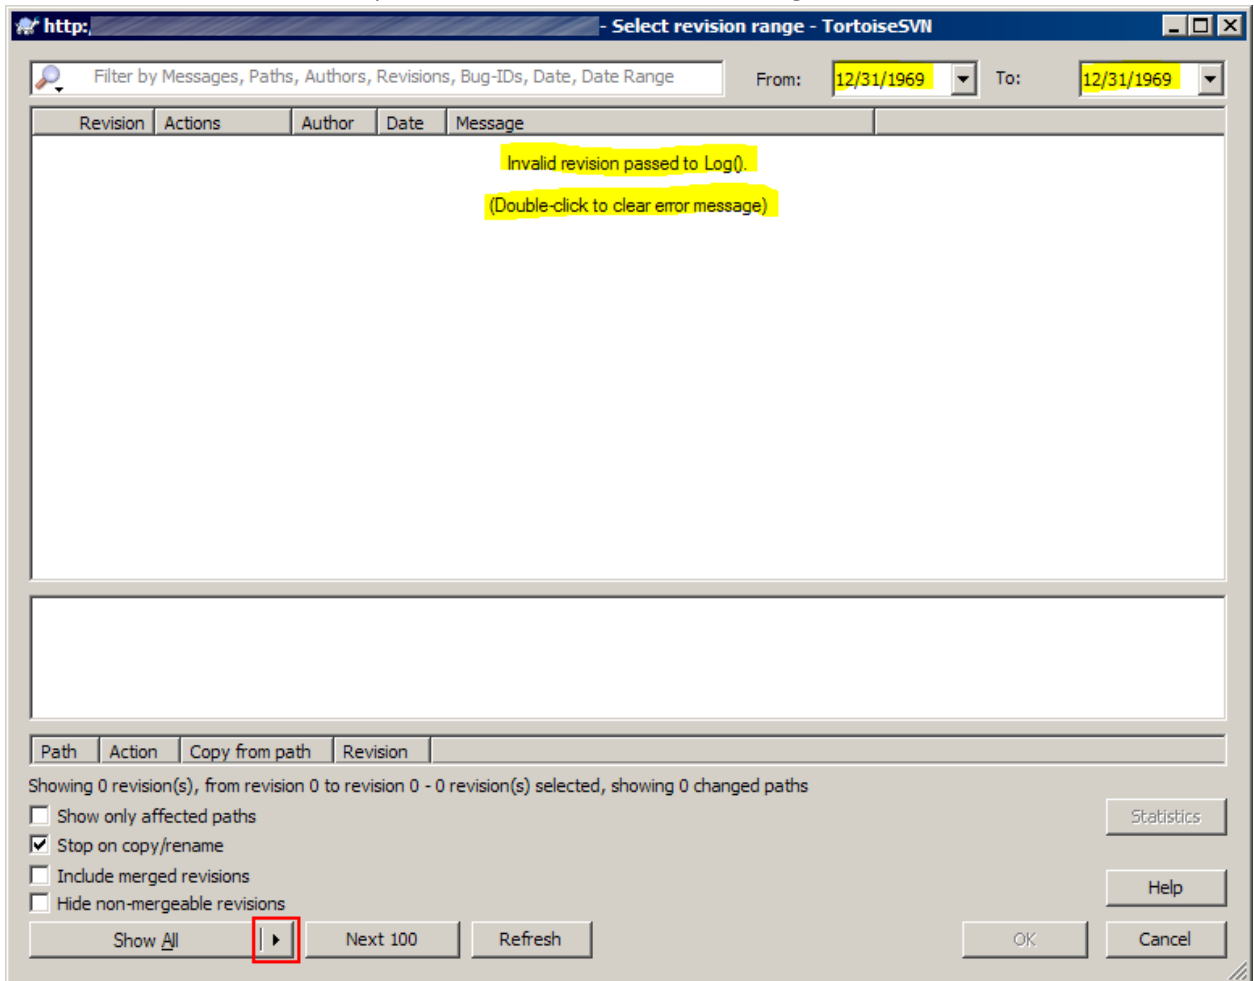 http: - Select revision range - TortoiseSVN
Filter by Messages, Paths, Authors, Revisions, Bug-IDs, Date, Date Range From: 12/31/1969 To: 12/31/1969
Revision Actions Author Date Message
Invalid revision passed to Log().
(Double-click to clear error message)
Path Action Copy from path Revision
Showing 0 revision(s), from revision 0 to revision 0 - 0 revision(s) selected, showing 0 changed paths
Show only affected paths
Statistics
Stop on copy/rename
Include merged revisions
Help
Hide non-mergeable revisions
Show All Next 100 Refresh OK Cancel